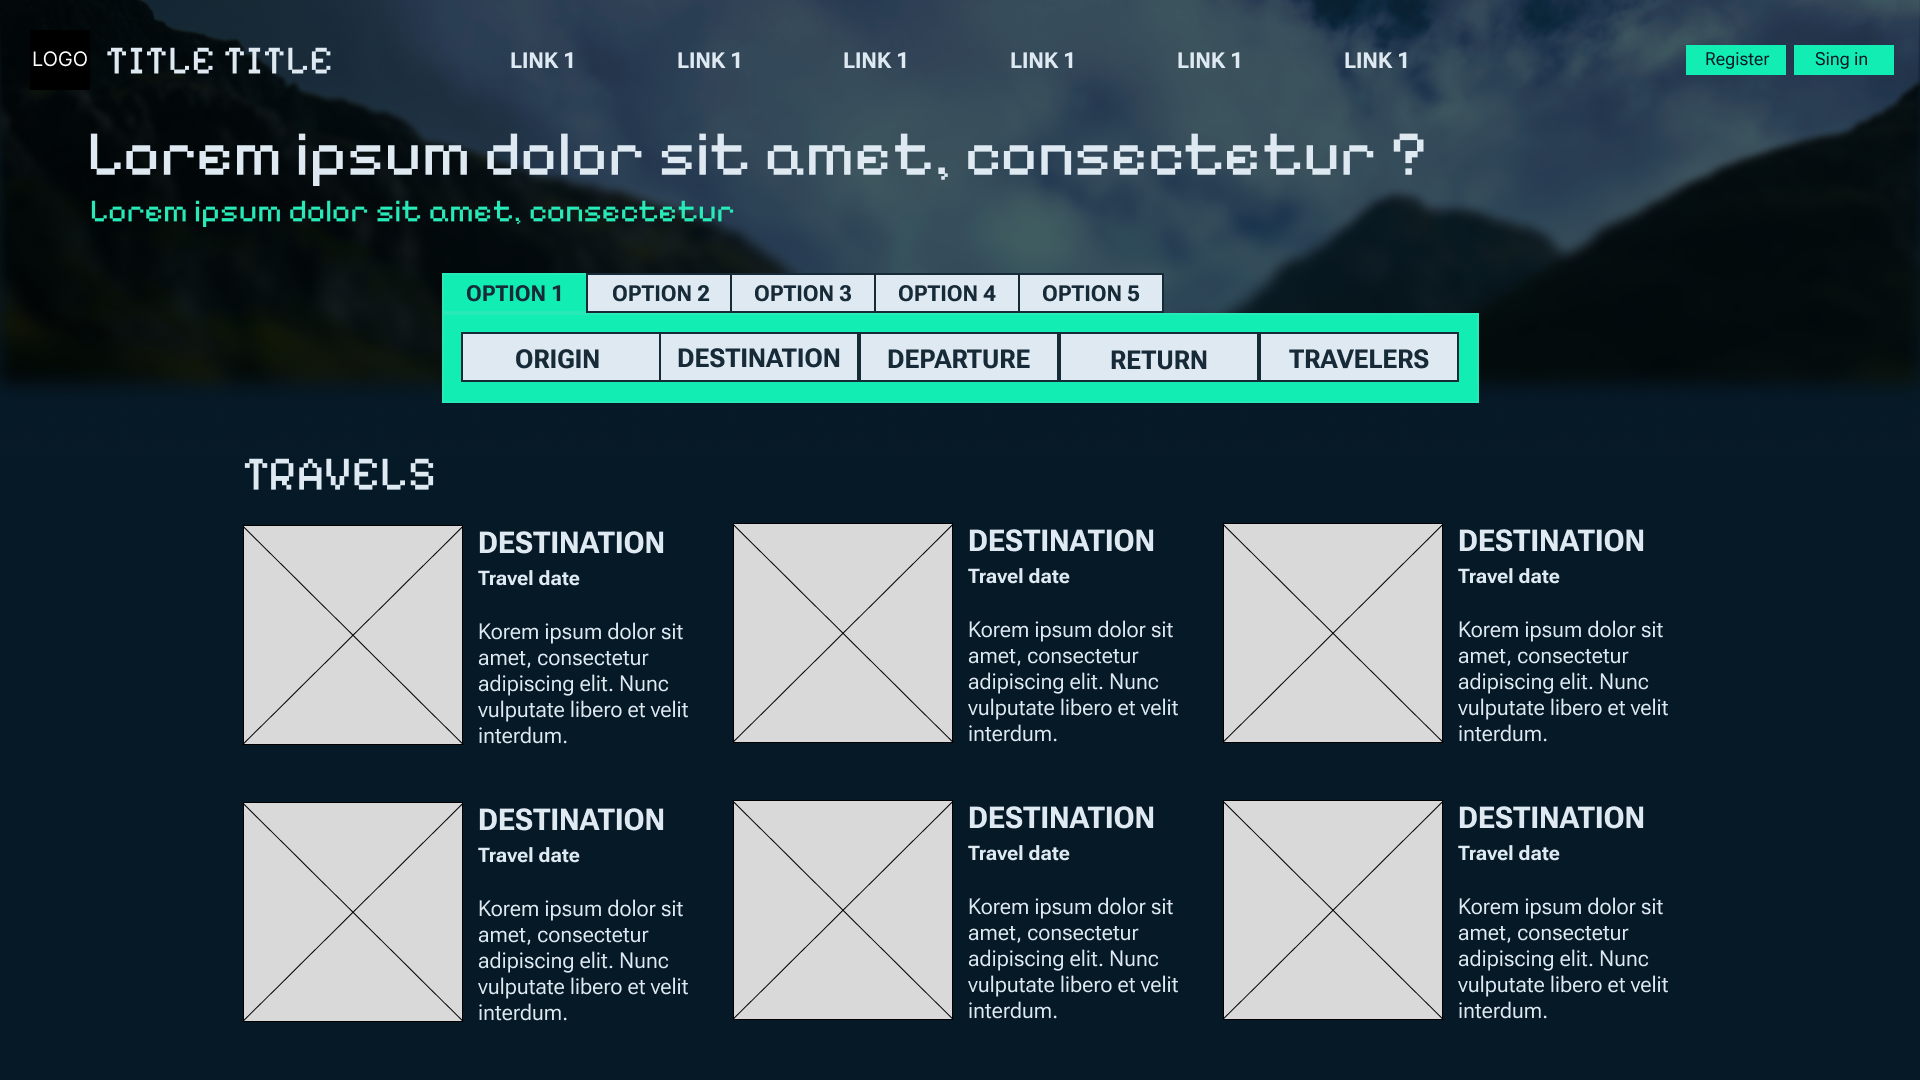 LOGO TITLE TITLE LINK 1 LINK 1 LINK 1 LINK 1 LINK 1 LINK 1 Register Sing in
Lorem ipsum dolor sit amet, consectetur ?
Lorem ipsum dolor sit amet, consectetur
OPTION 1 OPTION 2 OPTION 3 OPTION 4 OPTION 5
ORIGIN DESTINATION DEPARTURE RETURN TRAVELERS
TRAVELS
DESTINATION
Travel date
Korem ipsum dolor sit
amet, consectetur
adipiscing elit. Nunc
vulputate libero et velit
interdum.
DESTINATION
Travel date
Korem ipsum dolor sit
amet, consectetur
adipiscing elit. Nunc
vulputate libero et velit
interdum.
DESTINATION
Travel date
Korem ipsum dolor sit
amet, consectetur
adipiscing elit. Nunc
vulputate libero et velit
interdum.
DESTINATION
Travel date
Korem ipsum dolor sit
amet, consectetur
adipiscing elit. Nunc
vulputate libero et velit
interdum.
DESTINATION
Travel date
Korem ipsum dolor sit
amet, consectetur
adipiscing elit. Nunc
vulputate libero et velit
interdum.
DESTINATION
Travel date
Korem ipsum dolor sit
amet, consectetur
adipiscing elit. Nunc
vulputate libero et velit
interdum.